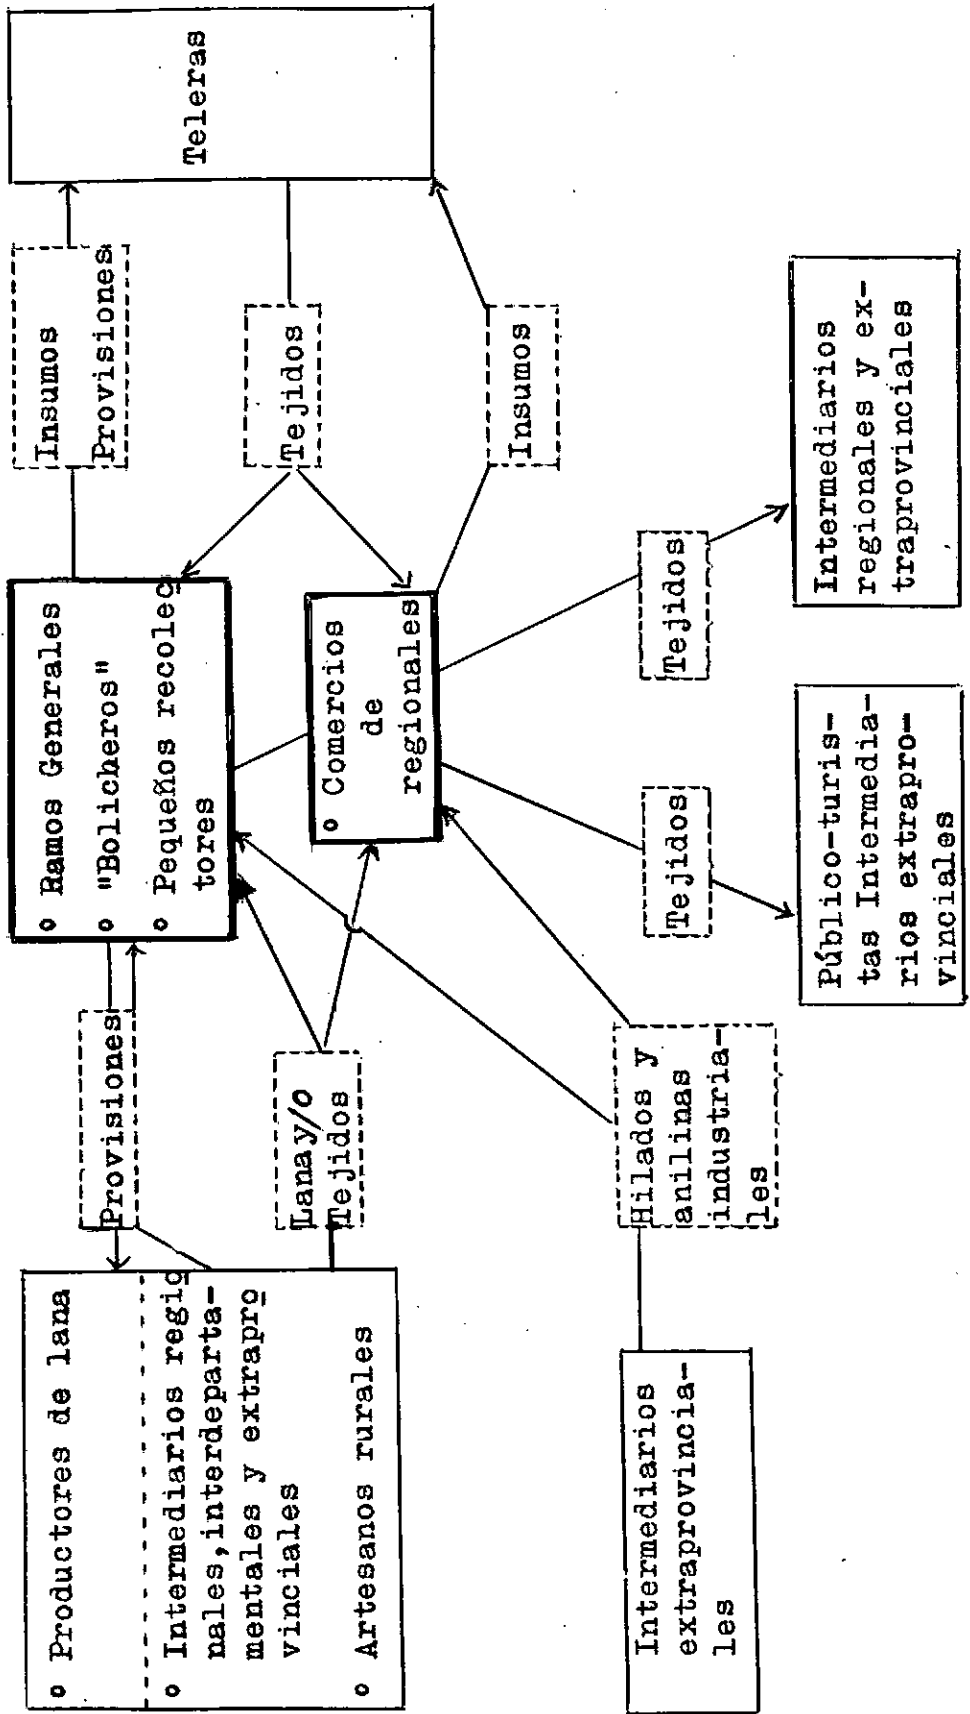 o Productores de lana
o Intermediarios regio
nales, interdeparta-
mentales y extrapro
vinciales
o Artesanos rurales
Intermediarios
extraprovincia-
les
Provisiones
Lana y/o
Tejidos
Hilados y
anilinas
industria-
les
o Ramos Generales
o "Bolicheros"
o Pequeños recolec
tores
o Comercios
de
regionales
Tejidos
Público-turis-
tas Intermedia-
rios extrapro-
vinciales
Tejidos
Intermediarios
regionales y ex-
traprovinciales
Insumos
Provisiones
Tejidos
Insumos
Teleras